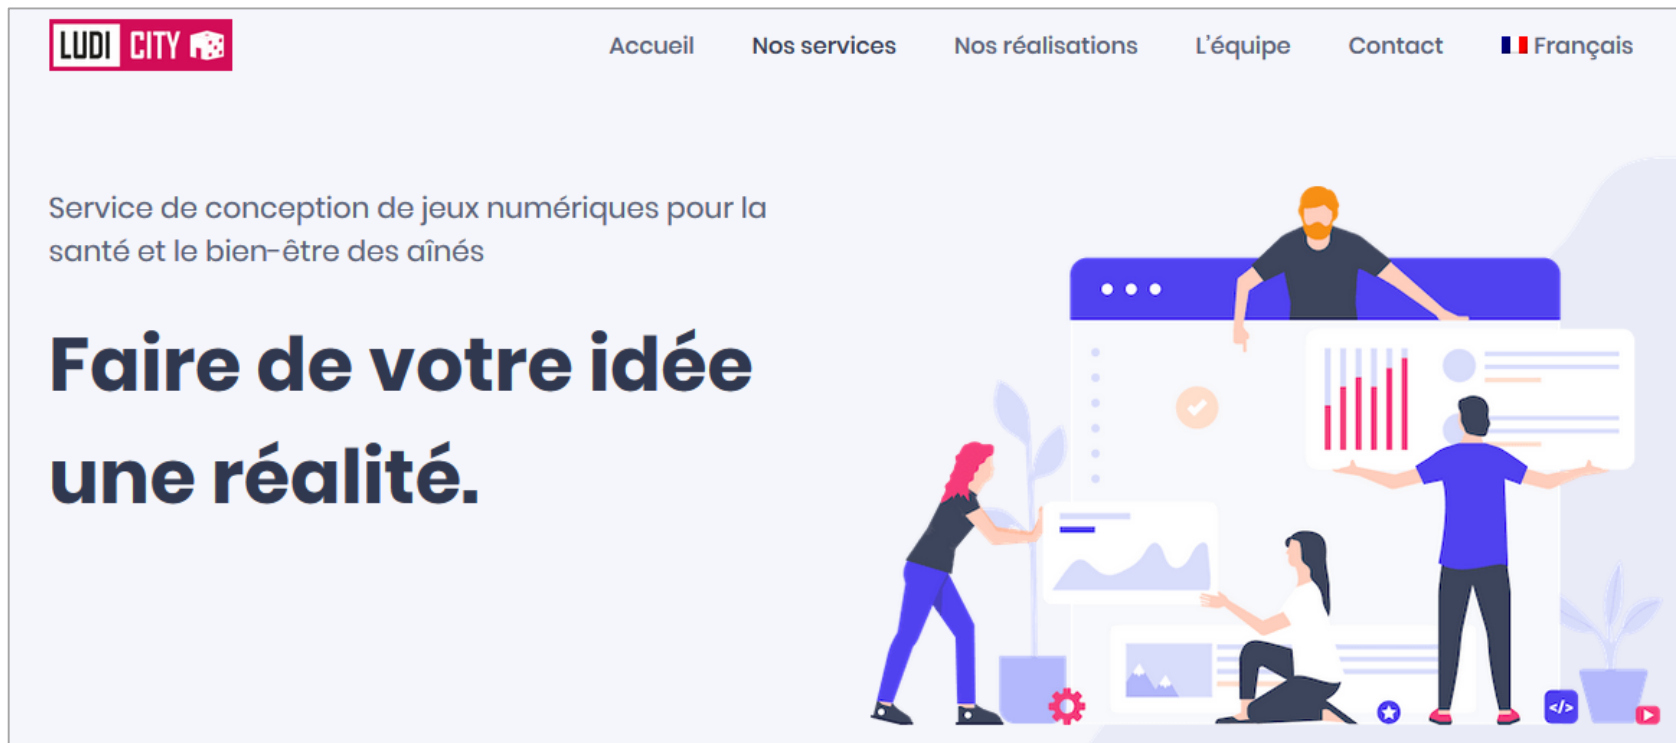 LUDI CITY
Accueil Nos services Nos réalisations L'équipe Contact Français
Service de conception de jeux numériques pour la
santé et le bien-être des aînés
Faire de votre idée
une réalité.
</>